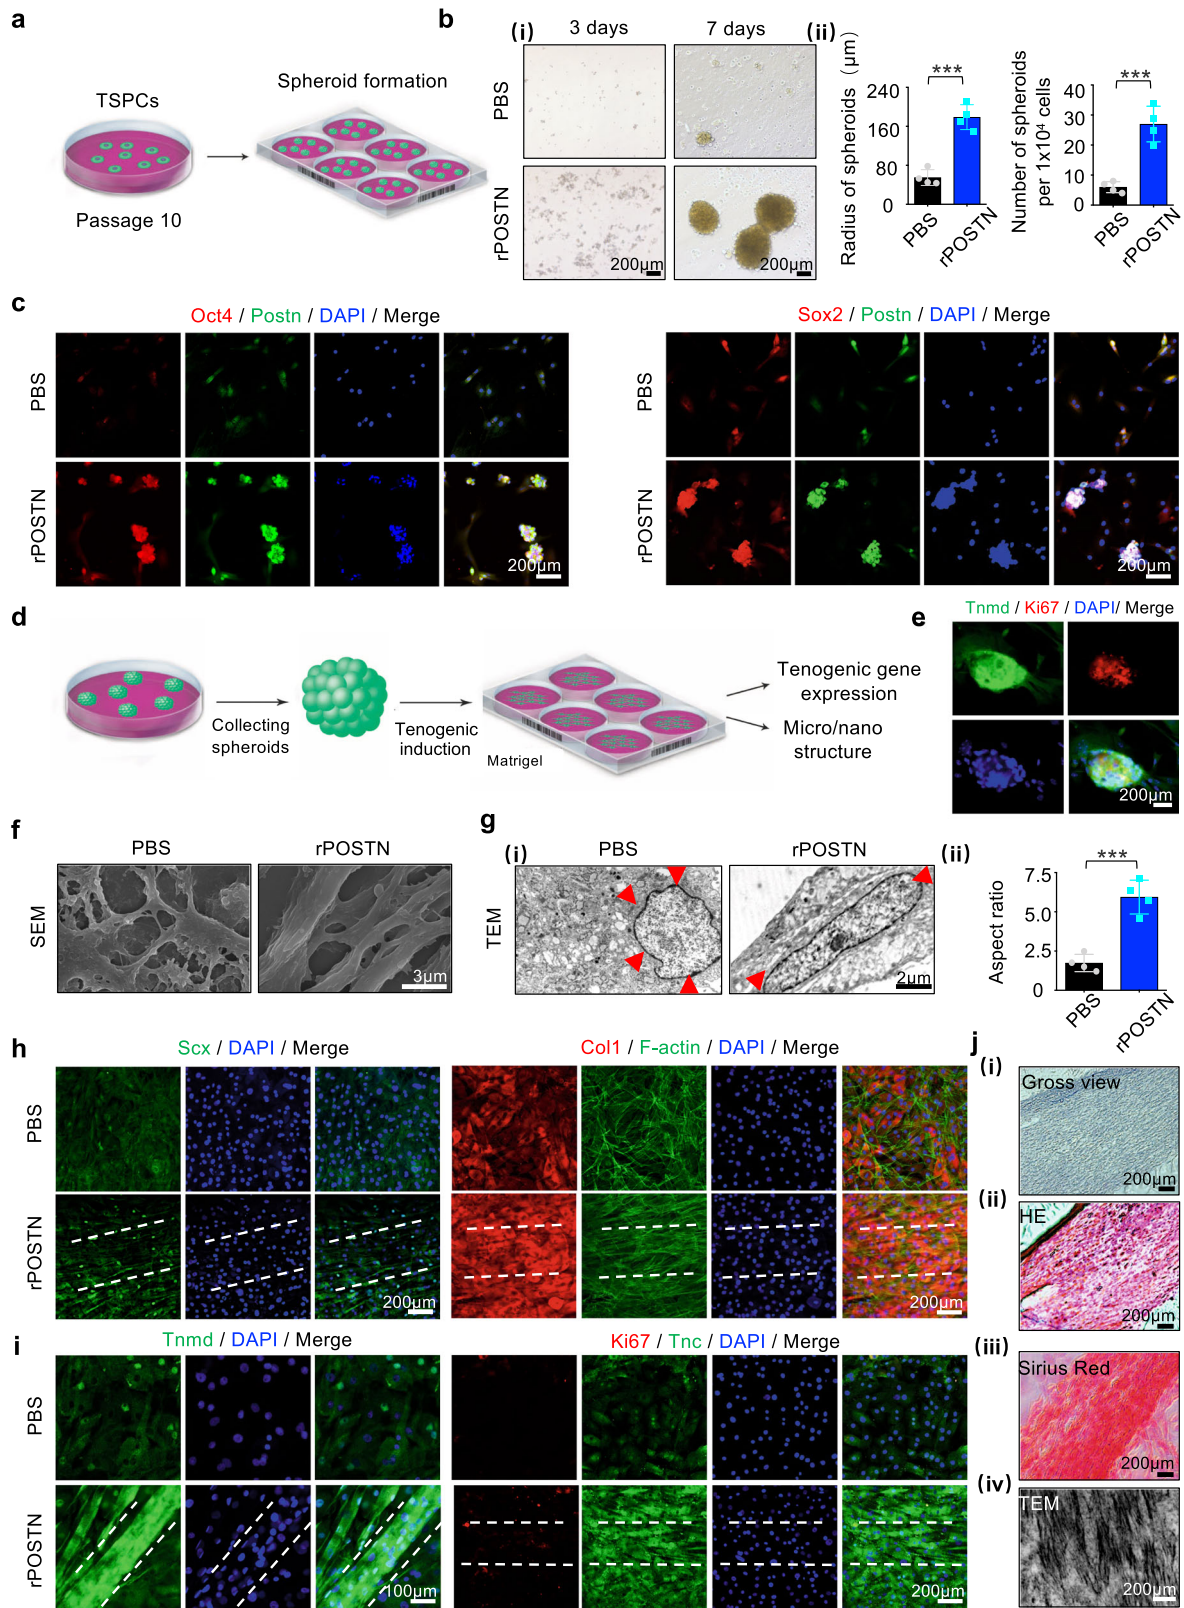 a
TSPCs
Passage 10
Spheroid formation
b
(i)
3 days
7 days
PBS
rPOSTN
200μm
200μm
(ii)
Radius of spheroids (μm)
240
160
80
0
***
PBS
rPOSTN
Number of spheroids
per 1x10⁴ cells
40
30
20
10
0
***
PBS
rPOSTN
c
Oct4 / Postn / DAPI / Merge
PBS
rPOSTN
200μm
Sox2 / Postn / DAPI / Merge
PBS
rPOSTN
200μm
d
Collecting
spheroids
Tenogenic
induction
Matrigel
Tenogenic gene
expression
Micro/nano
structure
e
Tnmd / Ki67 / DAPI/ Merge
200μm
f
PBS
rPOSTN
SEM
3μm
g
(i)
PBS
rPOSTN
TEM
2μm
(ii)
***
Aspect ratio
7.5
5.0
2.5
0
PBS
rPOSTN
h
Scx / DAPI / Merge
PBS
rPOSTN
200μm
Col1 / F-actin / DAPI / Merge
200μm
i
Tnmd / DAPI / Merge
PBS
rPOSTN
100μm
Ki67 / Tnc / DAPI / Merge
200μm
j
(i)
Gross view
200μm
(ii)
HE
200μm
(iii)
Sirius Red
200μm
(iv)
TEM
200μm